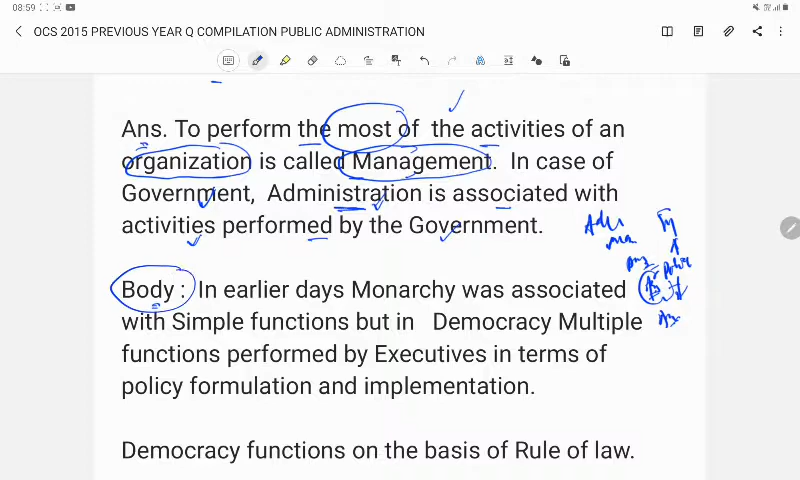 08:59
OCS 2015 PREVIOUS YEAR Q COMPILATION PUBLIC ADMINISTRATION
Ans. To perform the most of the activities of an
organization is called Management. In case of
Government, Administration is associated with
activities performed by the Government.
Body : In earlier days Monarchy was associated
with Simple functions but in Democracy Multiple
functions performed by Executives in terms of
policy formulation and implementation.
Democracy functions on the basis of Rule of law.